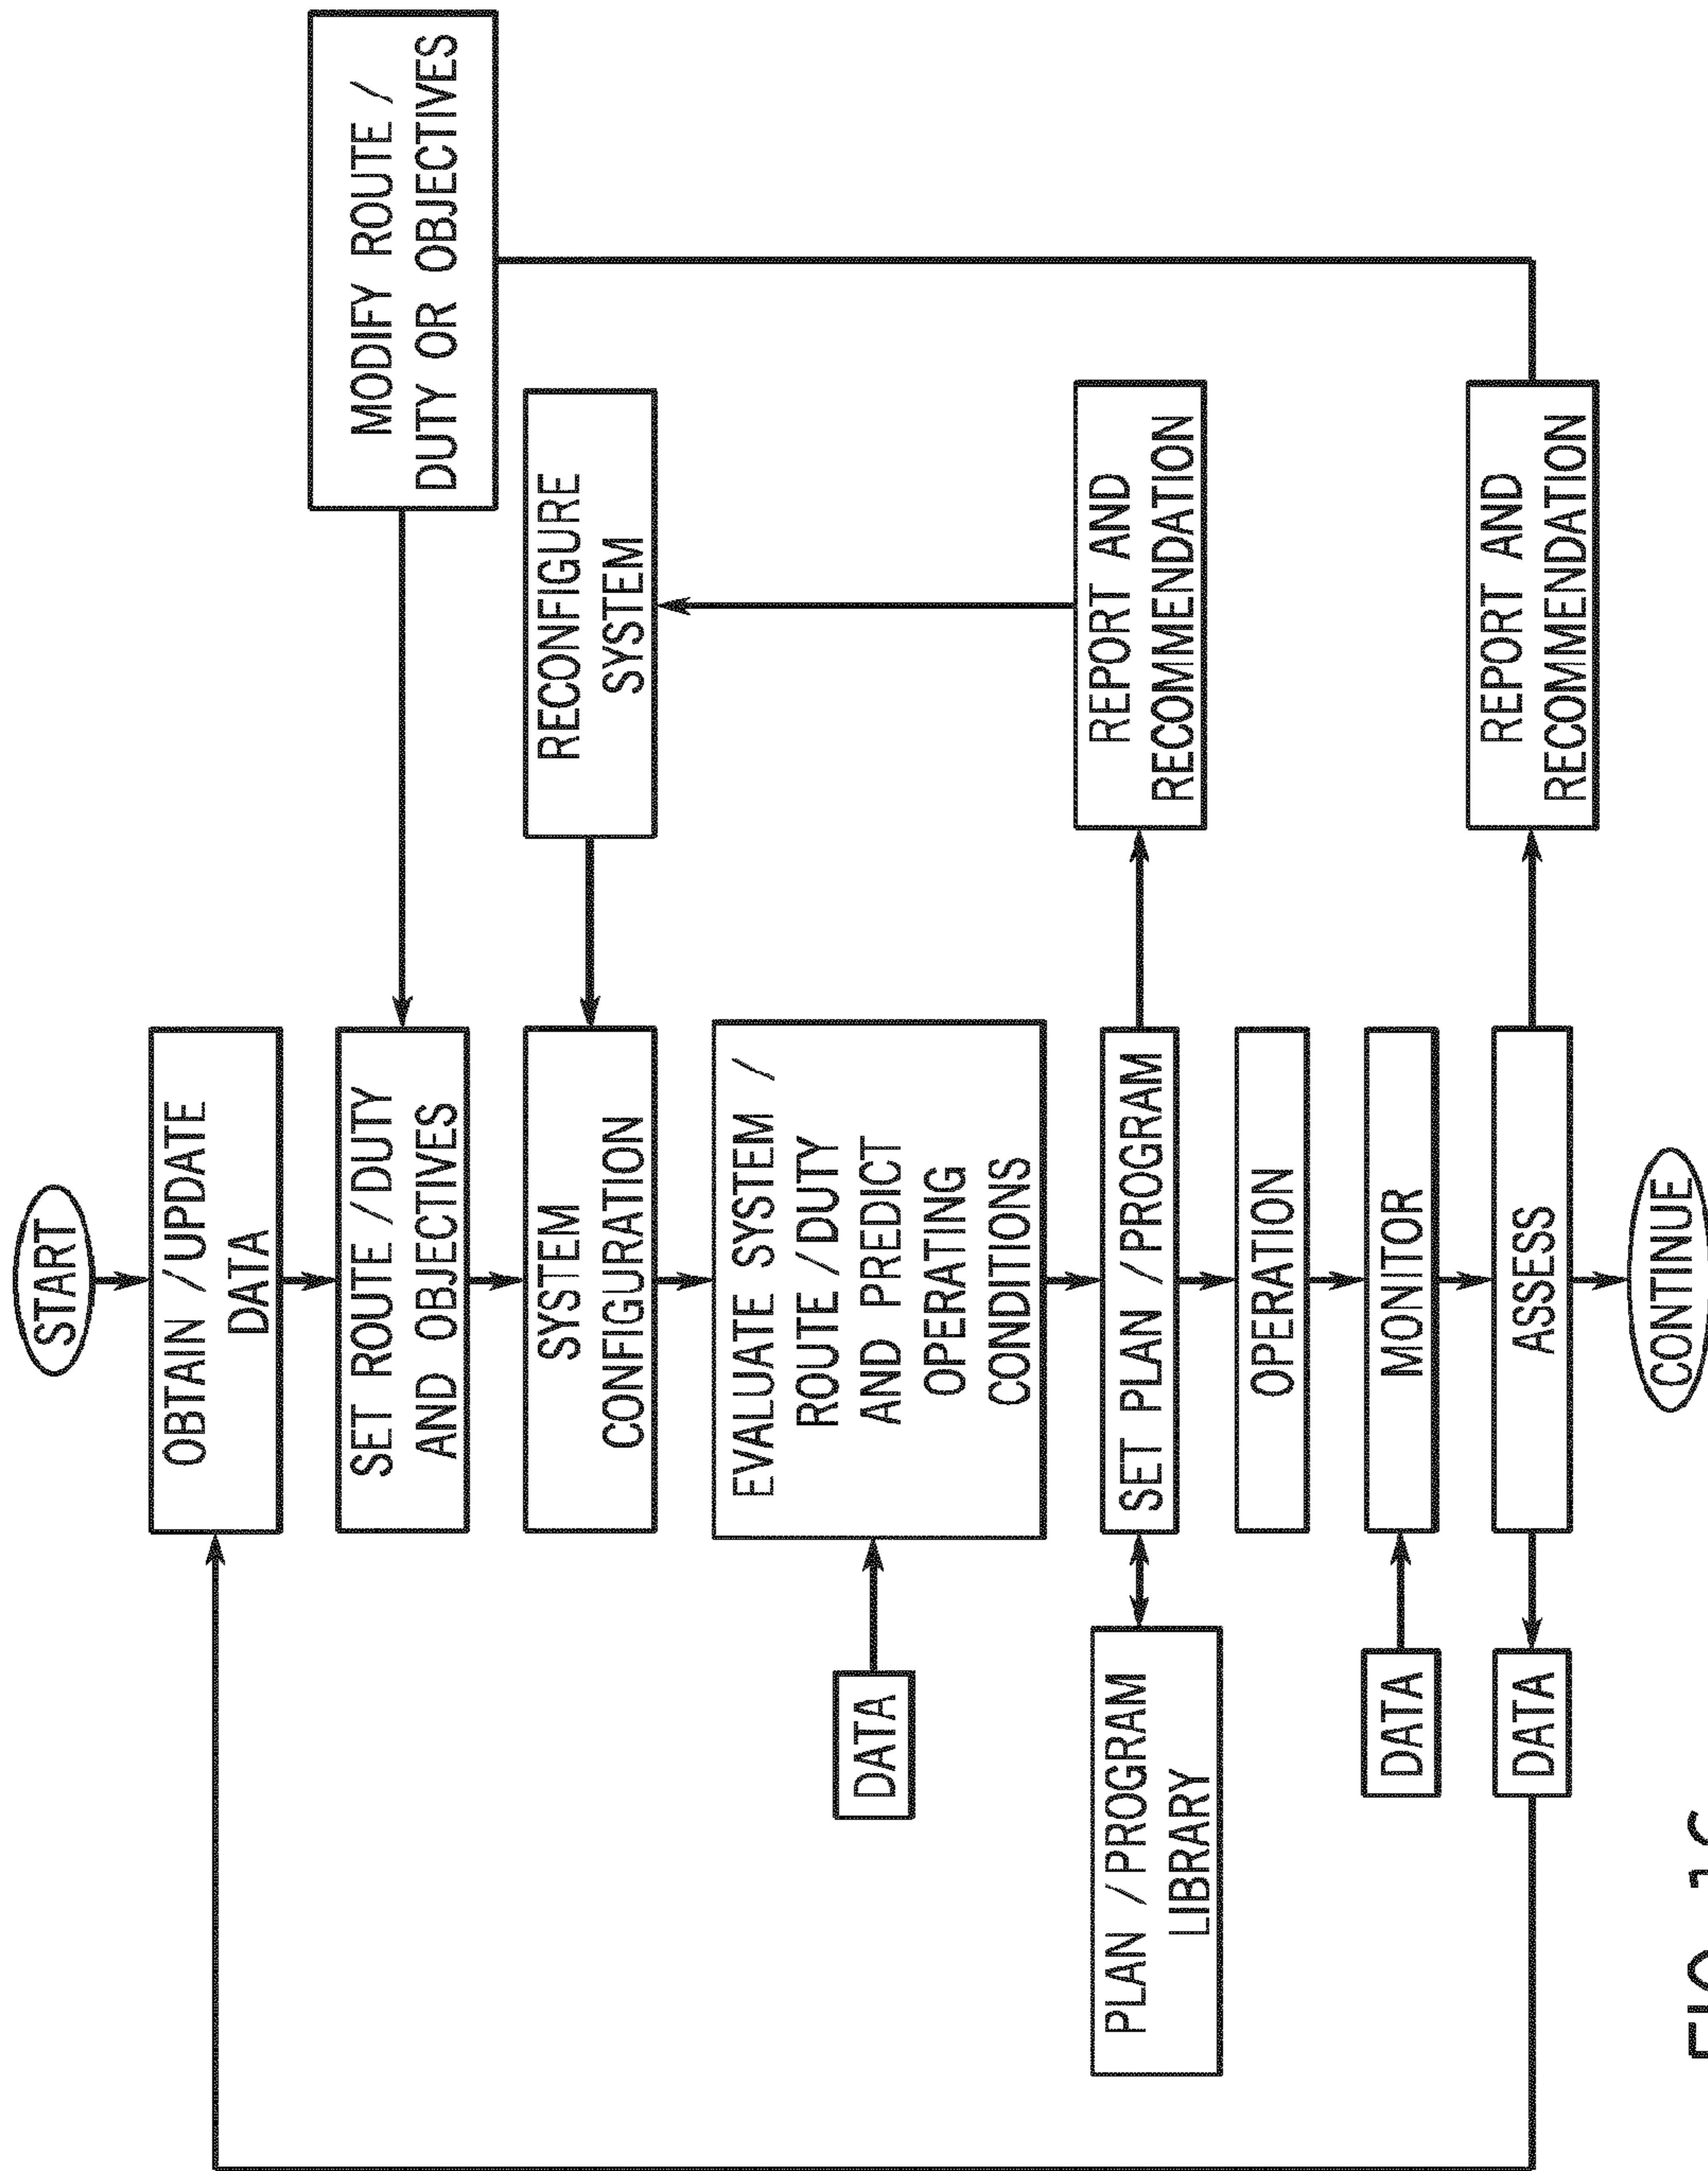 START
OBTAIN / UPDATE
DATA
SET ROUTE / DUTY
AND OBJECTIVES
MODIFY ROUTE /
DUTY OR OBJECTIVES
SYSTEM
CONFIGURATION
RECONFIGURE
SYSTEM
DATA
EVALUATE SYSTEM /
ROUTE / DUTY
AND PREDICT
OPERATING
CONDITIONS
PLAN / PROGRAM
LIBRARY
SET PLAN / PROGRAM
REPORT AND
RECOMMENDATION
OPERATION
DATA
MONITOR
DATA
ASSESS
REPORT AND
RECOMMENDATION
CONTINUE